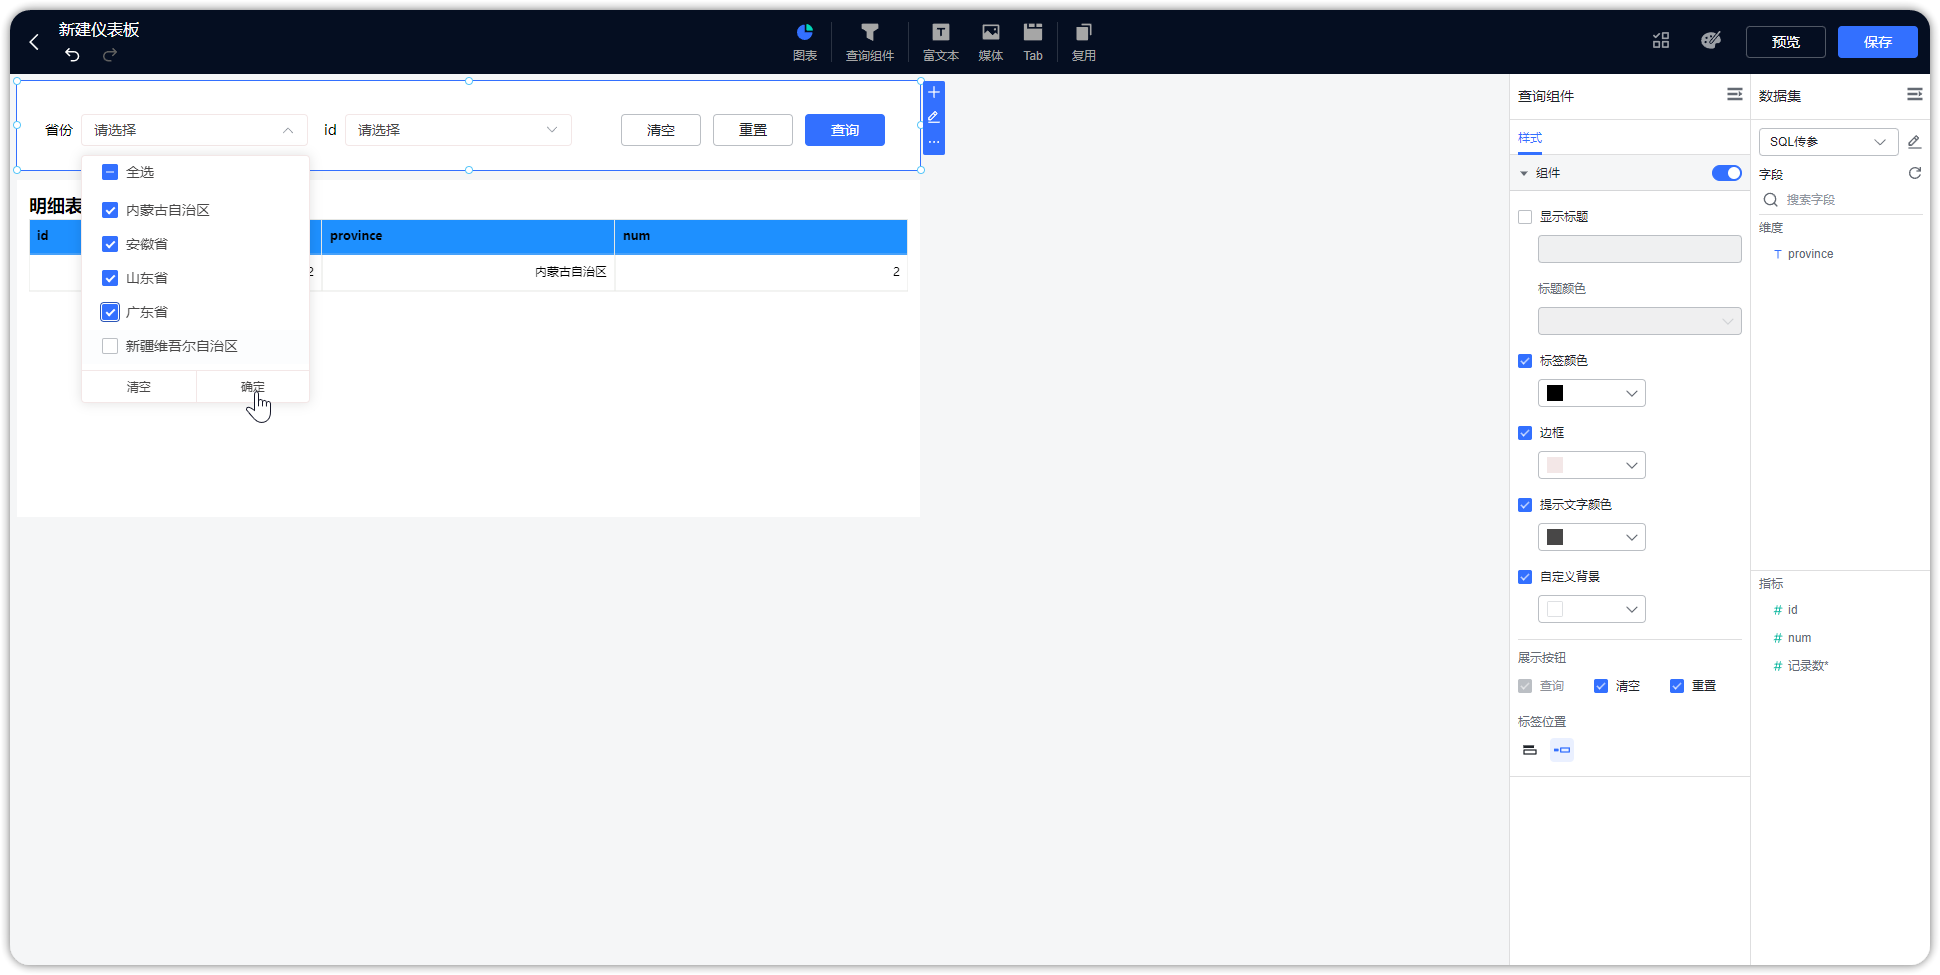 新建仪表板
图表
查询组件
富文本
媒体
Tab
复用
预览
保存
省份
请选择
id
请选择
清空
重置
查询
全选
内蒙古自治区
安徽省
山东省
广东省
新疆维吾尔自治区
清空
确定
明细表
id
province
num
2
内蒙古自治区
2
查询组件
样式
组件
显示标题
标题颜色
标签颜色
边框
提示文字颜色
自定义背景
展示按钮
查询
清空
重置
标签位置
数据集
SQL传参
字段
搜索字段
维度
T province
指标
# id
# num
# 记录数*